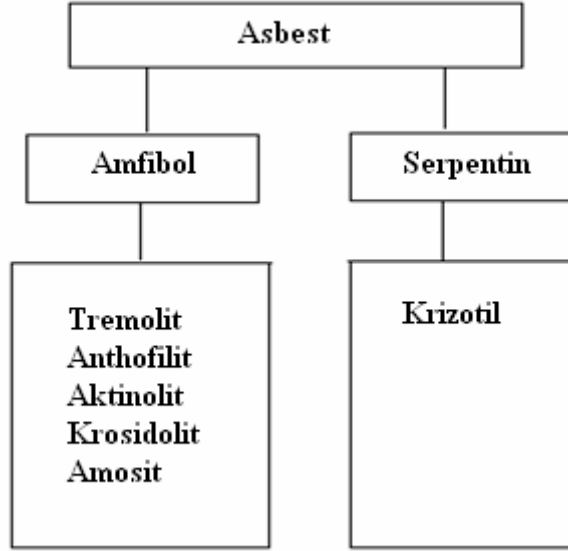 Asbest
Amfibol
Serpentin
Tremolit
Anthofilit
Aktinolit
Krosidolit
Amosit
Krizotil